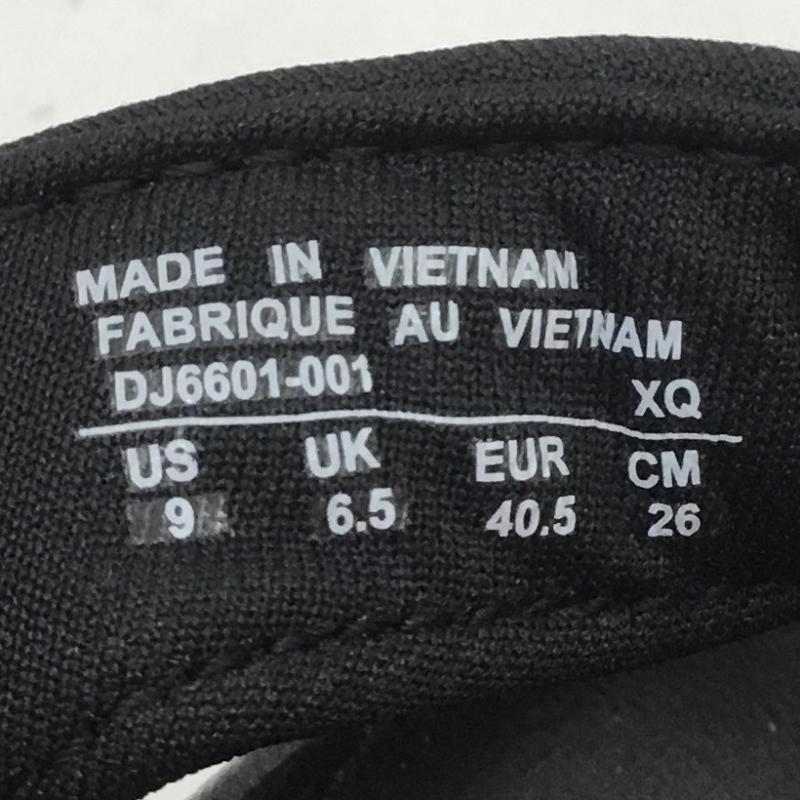 MADE IN VIETNAM
FABRIQUE AU VIETNAM
DJ6601-001 XQ
US UK EUR CM
9 6.5 40.5 26